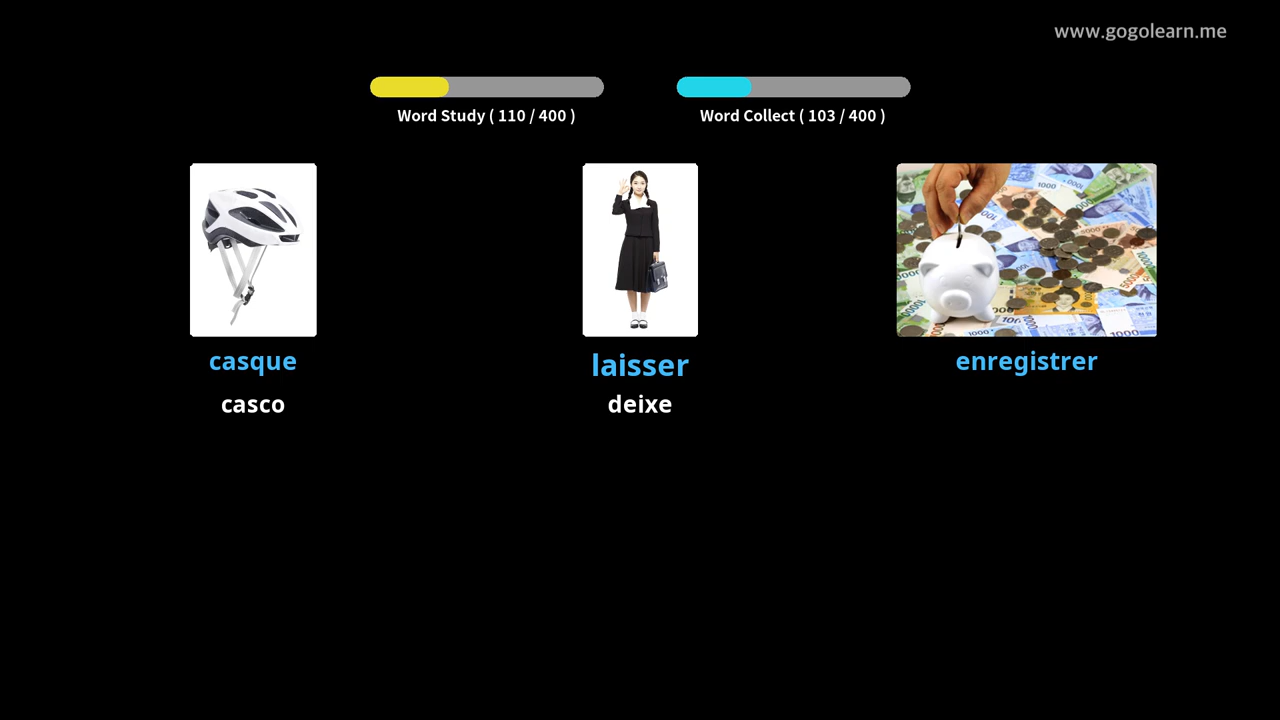 www.gogolearn.me
Word Study ( 110 / 400 )
Word Collect ( 103 / 400 )
casque
casco
laisser
deixe
enregistrer